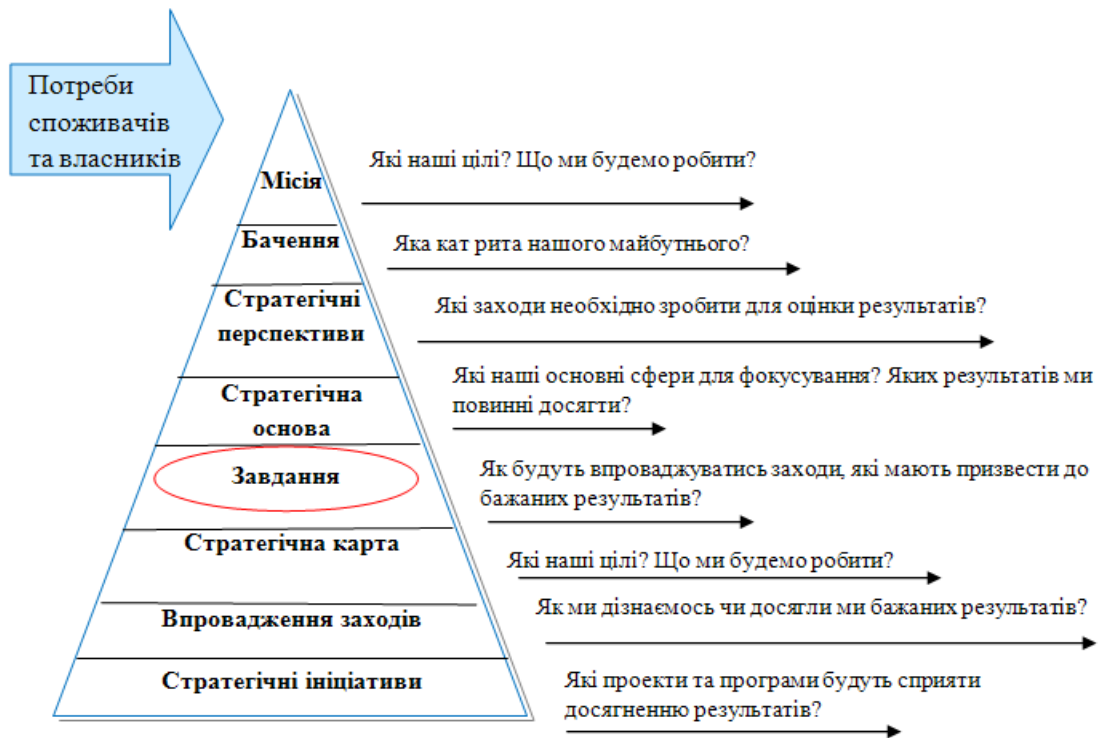 Потреби
споживачів
та власників
Місія
Які наші цілі? Що ми будемо робити?
Бачення
Яка кат рита нашого майбутнього?
Стратегічні
перспективи
Які заходи необхідно зробити для оцінки результатів?
Стратегічна
основа
Які наші основні сфери для фокусування? Яких результатів ми
повинні досягти?
Завдання
Як будуть впроваджуватись заходи, які мають призвести до
бажаних результатів?
Стратегічна карта
Які наші цілі? Що ми будемо робити?
Впровадження заходів
Як ми дізнаємось чи досягли ми бажаних результатів?
Стратегічні ініціативи
Які проекти та програми будуть сприяти
досягненню результатів?